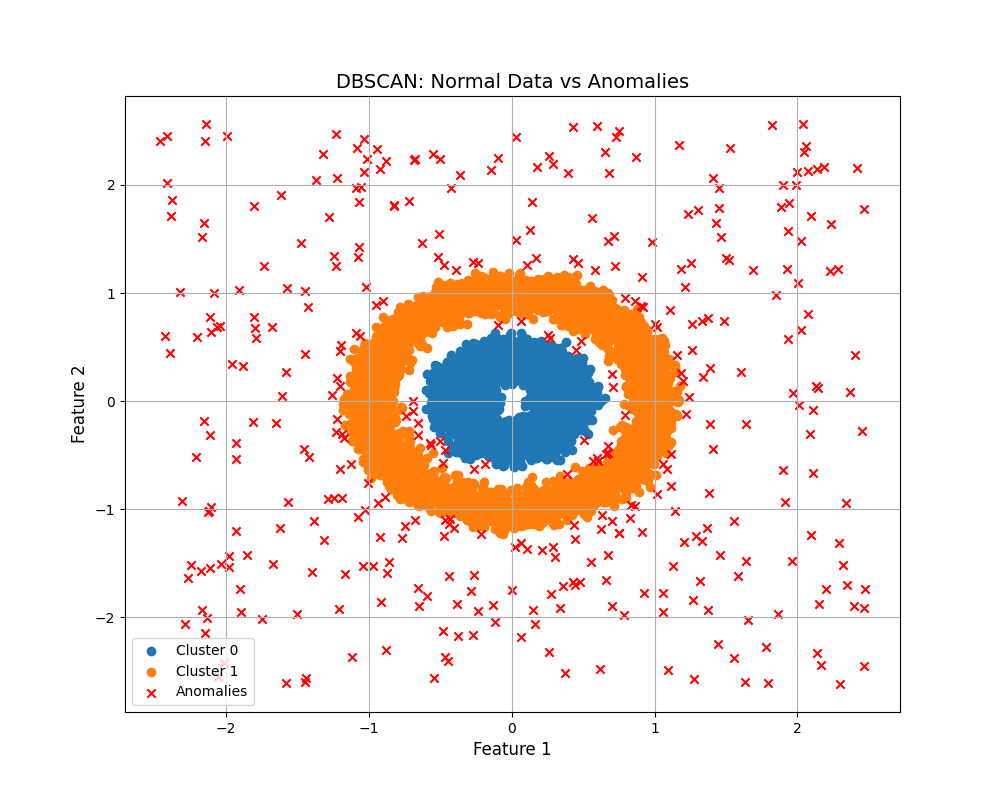 DBSCAN: Normal Data vs Anomalies
2
1
0
−1
−2
Feature 2
Cluster 0
Cluster 1
Anomalies
−2 −1 0 1 2
Feature 1